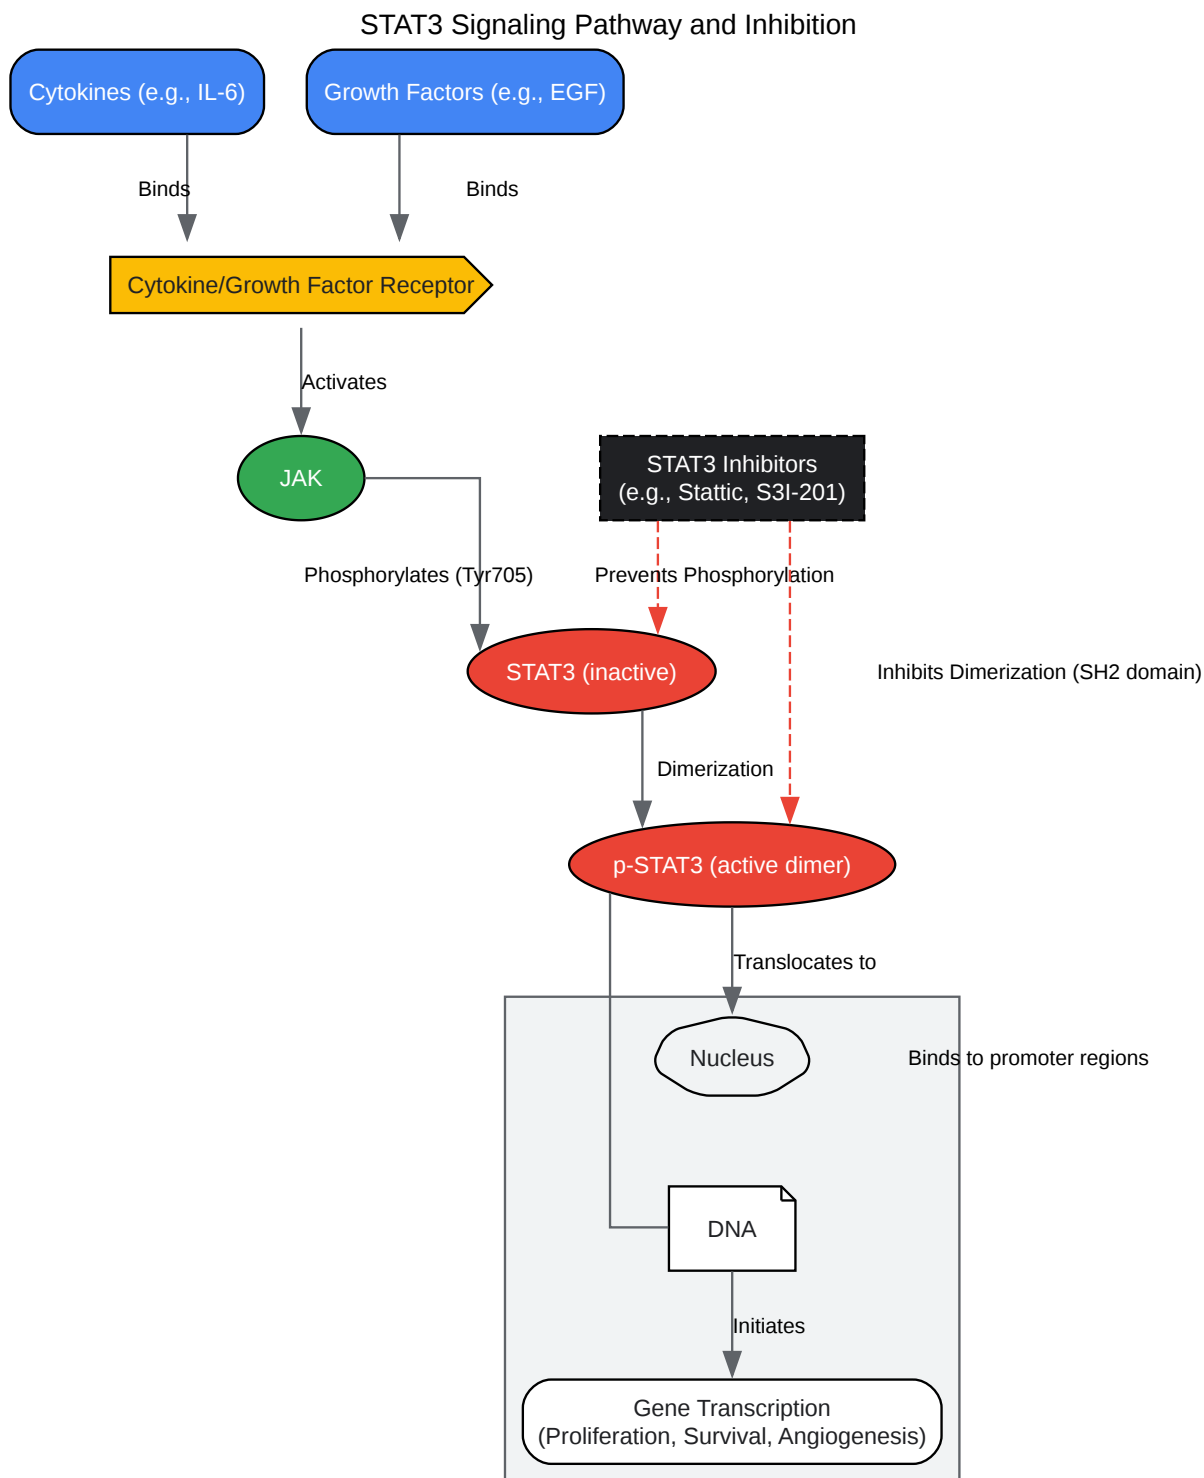 STAT3 Signaling Pathway and Inhibition
Cytokines (e.g., IL-6)
Growth Factors (e.g., EGF)
Binds
Binds
Cytokine/Growth Factor Receptor
Activates
JAK
STAT3 Inhibitors
(e.g., Stattic, S3I-201)
Phosphorylates (Tyr705)
Prevents Phosphorylation
STAT3 (inactive)
Inhibits Dimerization (SH2 domain)
Dimerization
p-STAT3 (active dimer)
Translocates to
Nucleus
Binds to promoter regions
DNA
Initiates
Gene Transcription
(Proliferation, Survival, Angiogenesis)